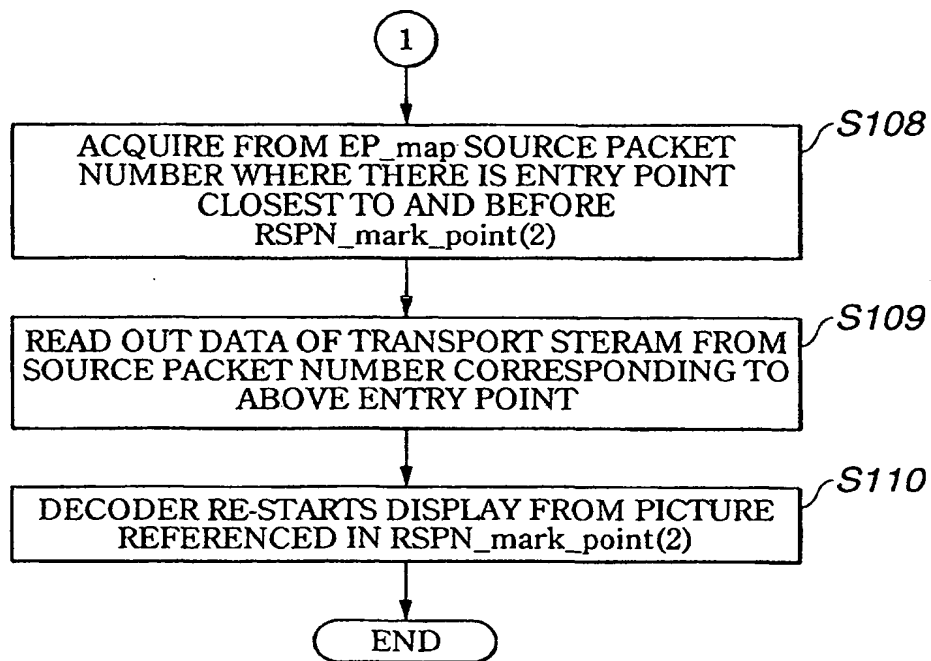 1
S108
ACQUIRE FROM EP_map SOURCE PACKET
NUMBER WHERE THERE IS ENTRY POINT
CLOSEST TO AND BEFORE
RSPN_mark_point(2)
S109
READ OUT DATA OF TRANSPORT STERAM FROM
SOURCE PACKET NUMBER CORRESPONDING TO
ABOVE ENTRY POINT
S110
DECODER RE-STARTS DISPLAY FROM PICTURE
REFERENCED IN RSPN_mark_point(2)
END